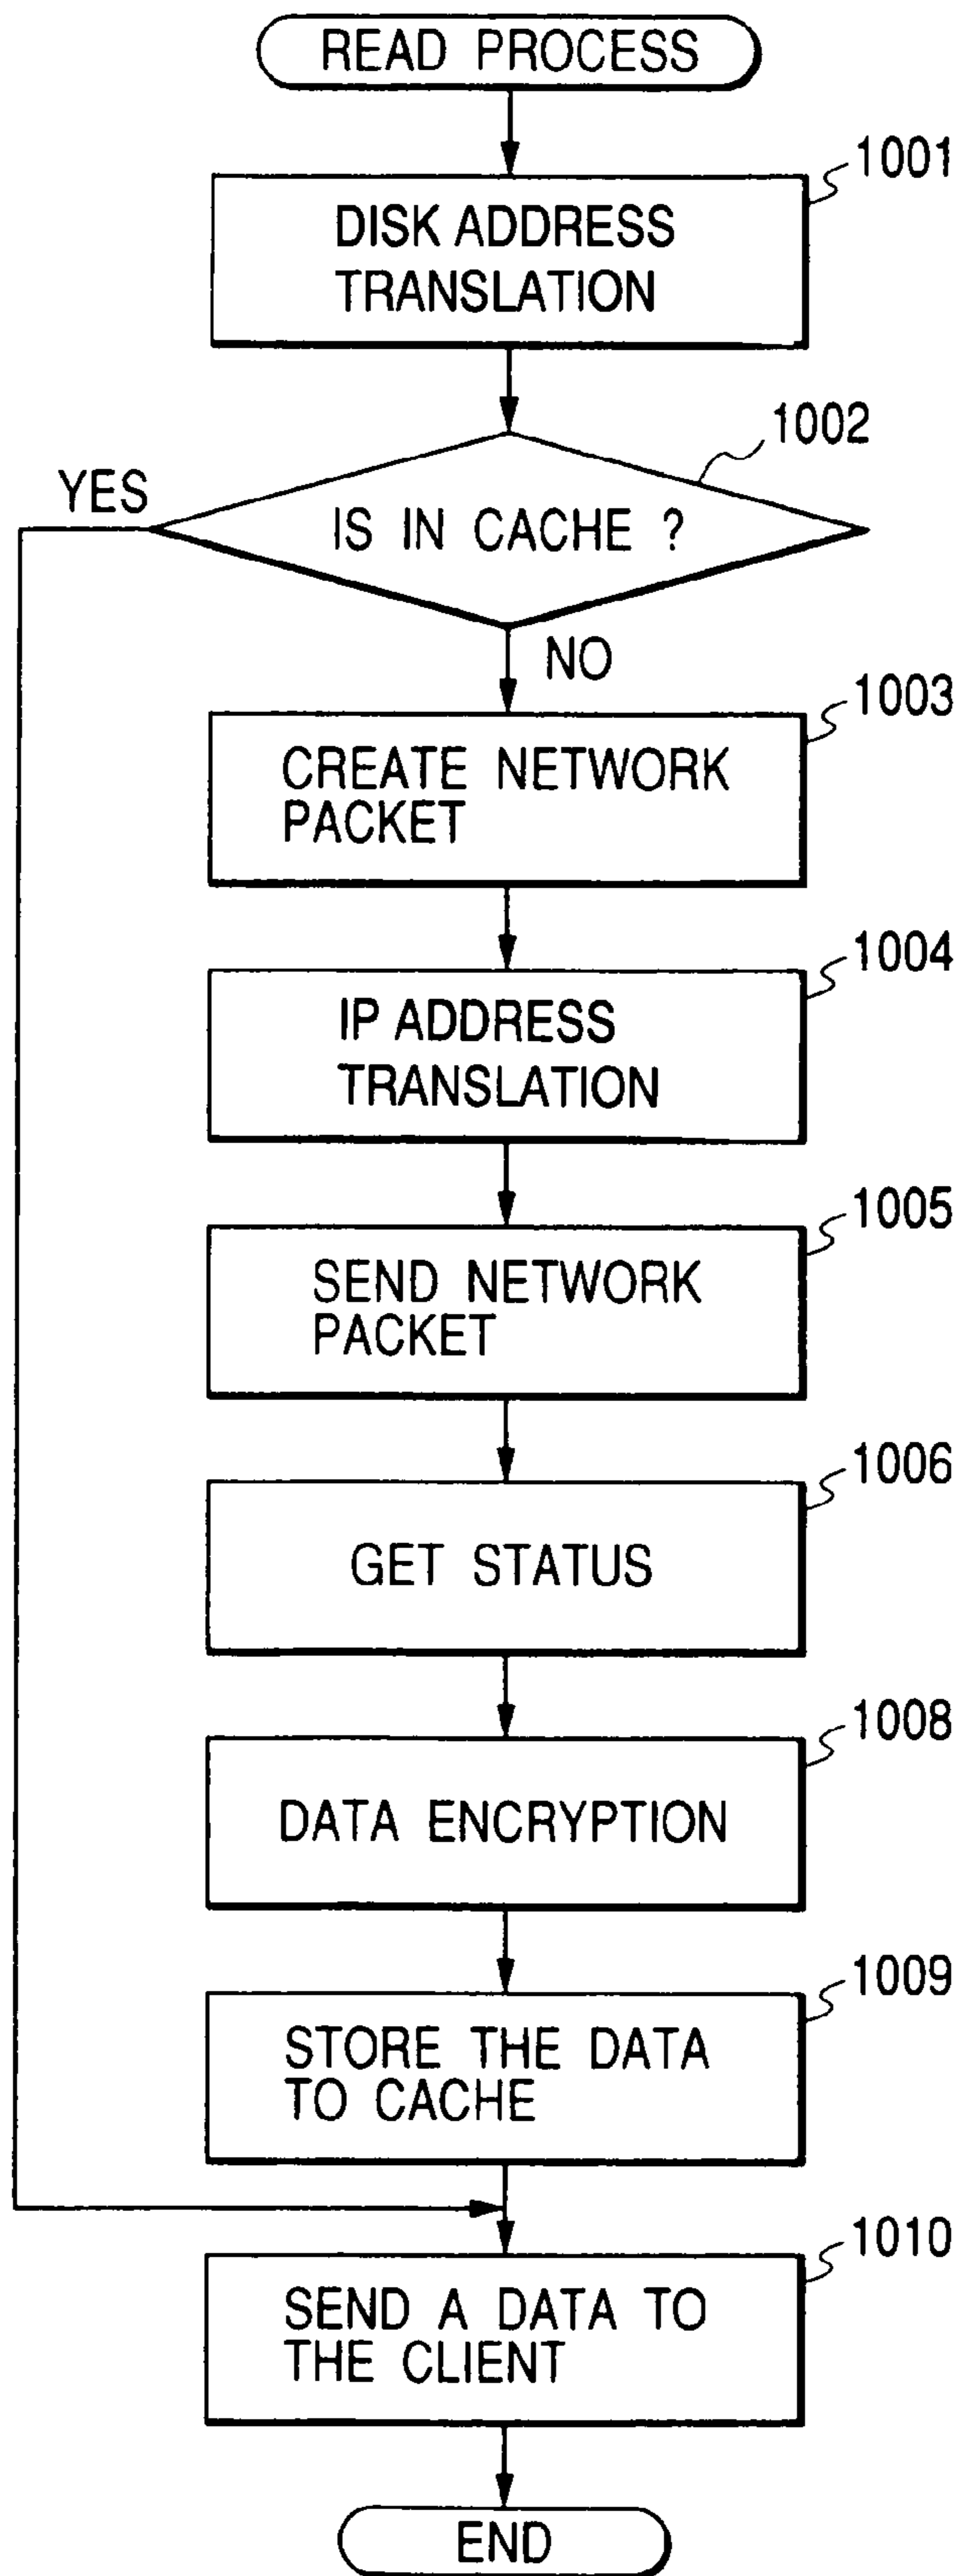 READ PROCESS
1001
DISK ADDRESS
TRANSLATION
1002
YES
IS IN CACHE ?
NO
1003
CREATE NETWORK
PACKET
1004
IP ADDRESS
TRANSLATION
1005
SEND NETWORK
PACKET
1006
GET STATUS
1008
DATA ENCRYPTION
1009
STORE THE DATA
TO CACHE
1010
SEND A DATA TO
THE CLIENT
END